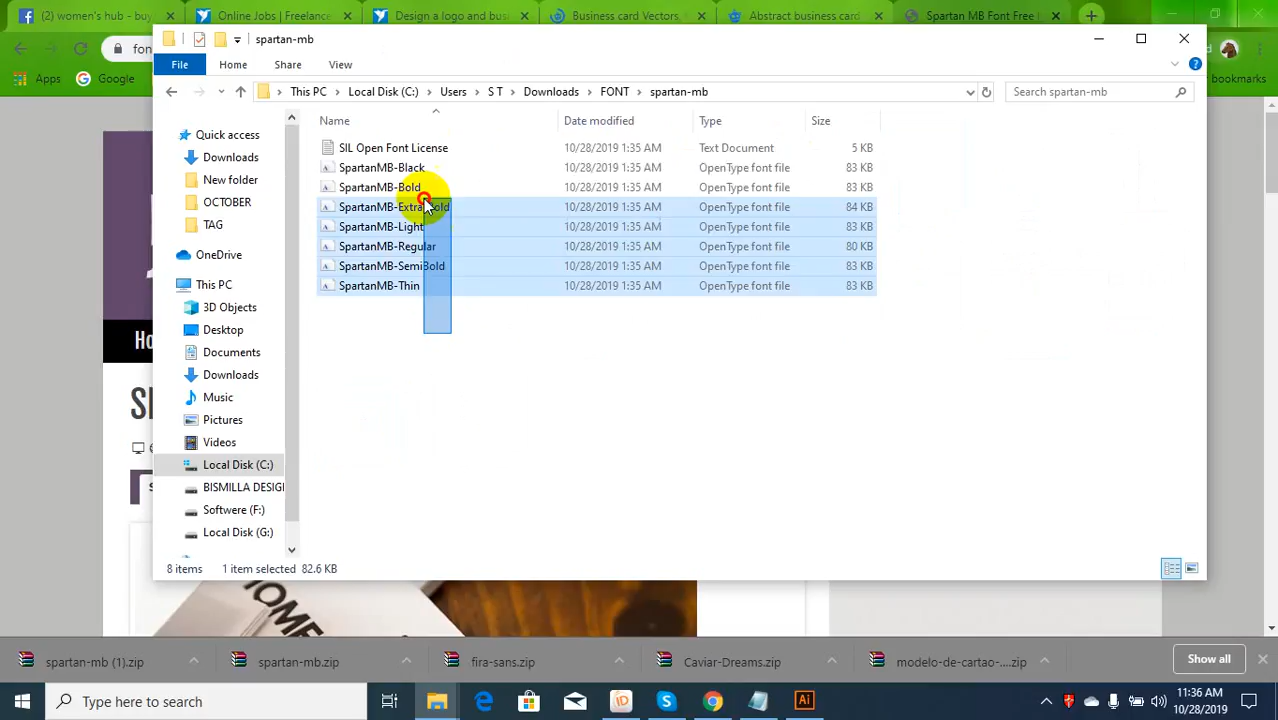 (2) women's hub - buy
Online Jobs | Freelance
Design a logo and busi
Business card Vectors,
Abstract business card
Spartan MB Font Free
spartan-mb
File
Home
Share
View
This PC > Local Disk (C:) > Users > S T > Downloads > FONT > spartan-mb
Search spartan-mb
Apps
Google
bookmarks
Name
Date modified
Type
Size
SIL Open Font License 10/28/2019 1:35 AM Text Document 5 KB
SpartanMB-Black 10/28/2019 1:35 AM OpenType font file 83 KB
SpartanMB-Bold 10/28/2019 1:35 AM OpenType font file 83 KB
SpartanMB-ExtraBold 10/28/2019 1:35 AM OpenType font file 84 KB
SpartanMB-Light 10/28/2019 1:35 AM OpenType font file 83 KB
SpartanMB-Regular 10/28/2019 1:35 AM OpenType font file 80 KB
SpartanMB-SemiBold 10/28/2019 1:35 AM OpenType font file 83 KB
SpartanMB-Thin 10/28/2019 1:35 AM OpenType font file 83 KB
Quick access
Downloads
New folder
OCTOBER
TAG
OneDrive
This PC
3D Objects
Desktop
Documents
Downloads
Music
Pictures
Videos
Local Disk (C:)
BISMILLA DESIGI
Softwere (F:)
Local Disk (G:)
8 items
1 item selected 82.6 KB
HOME
spartan-mb (1).zip
spartan-mb.zip
fira-sans.zip
Caviar-Dreams.zip
modelo-de-cartao-....zip
Show all
Type here to search
11:36 AM
10/28/2019